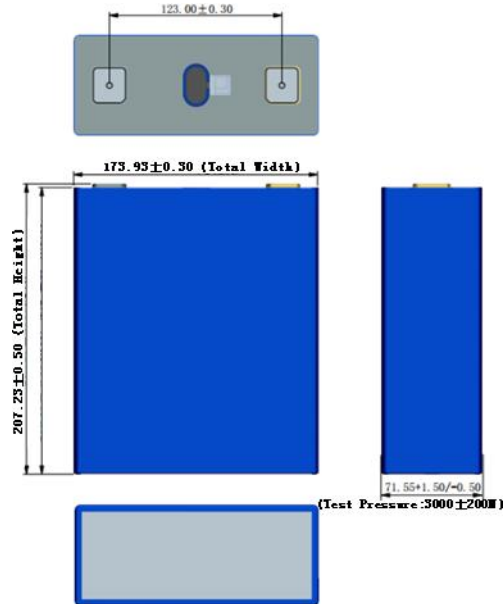 123.00±0.30
173.93±0.30 (Total Width)
207.23±0.50 (Total Height)
71.55+1.50/-0.50
(Test Pressure:3000±200N)